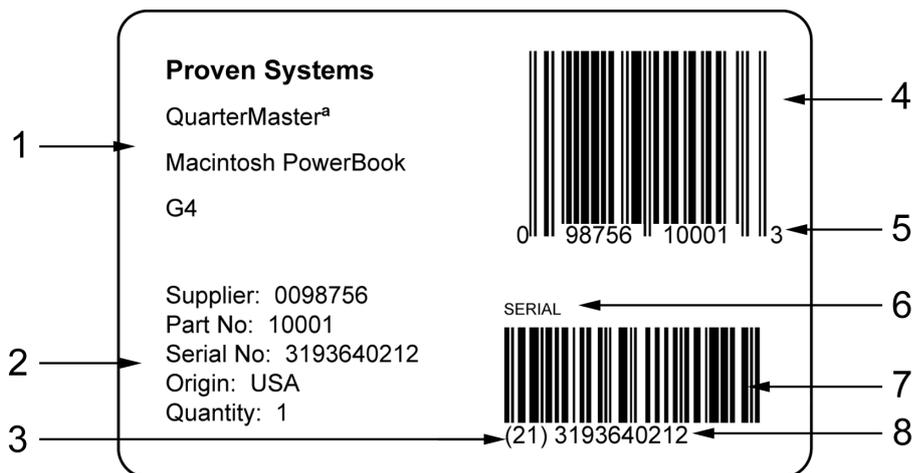 Proven Systems
QuarterMasterª
Macintosh PowerBook
G4
Supplier: 0098756
Part No: 10001
Serial No: 3193640212
Origin: USA
Quantity: 1
0 98756 10001 3
SERIAL
(21) 3193640212
1
2
3
4
5
6
7
8